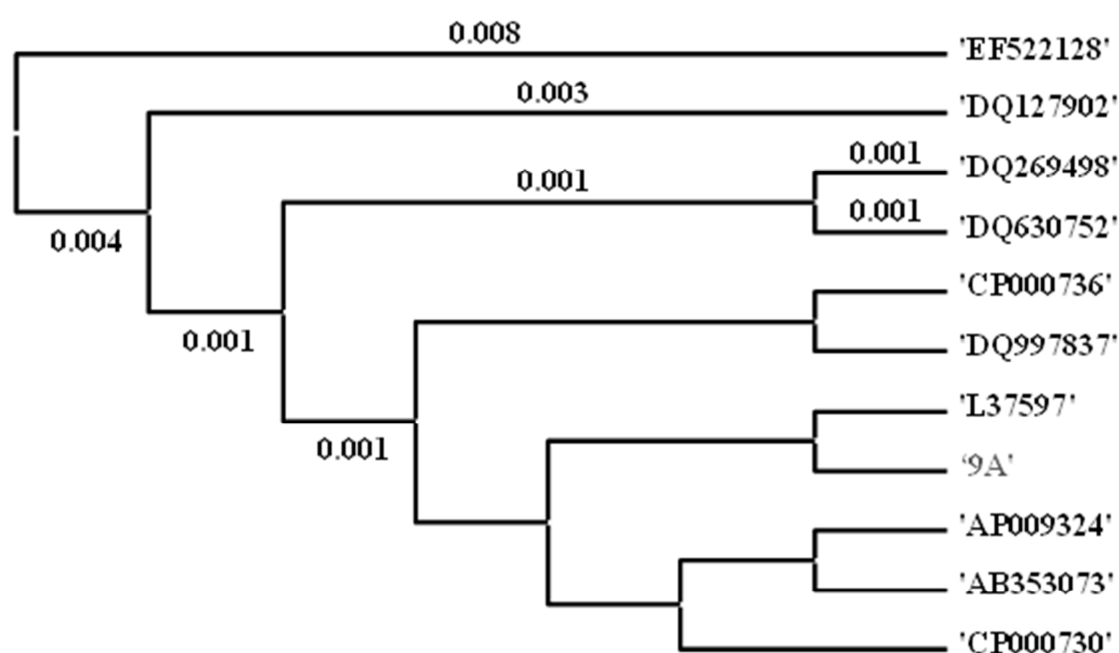 0.008
'EF522128'
0.003
'DQ127902'
0.001
'DQ269498'
0.001
0.001
'DQ630752'
0.004
'CP000736'
0.001
'DQ997837'
'L37597'
0.001
‘9A'
'AP009324'
'AB353073'
'CP000730'